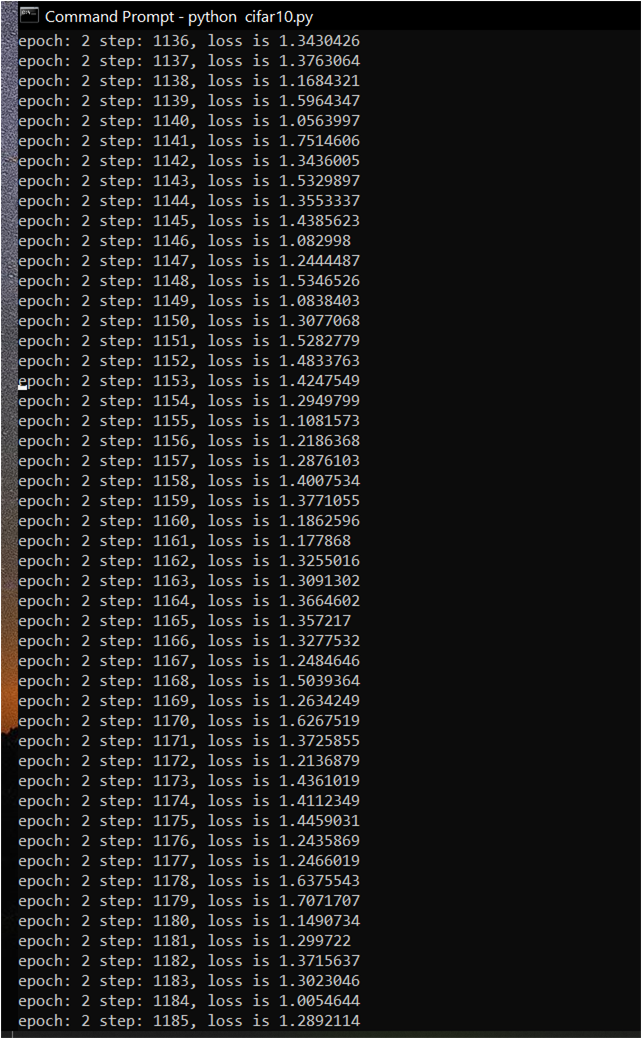 Command Prompt - python  cifar10.py
epoch: 2 step: 1136, loss is 1.3430426
epoch: 2 step: 1137, loss is 1.3763064
epoch: 2 step: 1138, loss is 1.1684321
epoch: 2 step: 1139, loss is 1.5964347
epoch: 2 step: 1140, loss is 1.0563997
epoch: 2 step: 1141, loss is 1.7514606
epoch: 2 step: 1142, loss is 1.3436005
epoch: 2 step: 1143, loss is 1.5329897
epoch: 2 step: 1144, loss is 1.3553337
epoch: 2 step: 1145, loss is 1.4385623
epoch: 2 step: 1146, loss is 1.082998
epoch: 2 step: 1147, loss is 1.2444487
epoch: 2 step: 1148, loss is 1.5346526
epoch: 2 step: 1149, loss is 1.0838403
epoch: 2 step: 1150, loss is 1.3077068
epoch: 2 step: 1151, loss is 1.5282779
epoch: 2 step: 1152, loss is 1.4833763
epoch: 2 step: 1153, loss is 1.4247549
epoch: 2 step: 1154, loss is 1.2949799
epoch: 2 step: 1155, loss is 1.1081573
epoch: 2 step: 1156, loss is 1.2186368
epoch: 2 step: 1157, loss is 1.2876103
epoch: 2 step: 1158, loss is 1.4007534
epoch: 2 step: 1159, loss is 1.3771055
epoch: 2 step: 1160, loss is 1.1862596
epoch: 2 step: 1161, loss is 1.177868
epoch: 2 step: 1162, loss is 1.3255016
epoch: 2 step: 1163, loss is 1.3091302
epoch: 2 step: 1164, loss is 1.3664602
epoch: 2 step: 1165, loss is 1.357217
epoch: 2 step: 1166, loss is 1.3277532
epoch: 2 step: 1167, loss is 1.2484646
epoch: 2 step: 1168, loss is 1.5039364
epoch: 2 step: 1169, loss is 1.2634249
epoch: 2 step: 1170, loss is 1.6267519
epoch: 2 step: 1171, loss is 1.3725855
epoch: 2 step: 1172, loss is 1.2136879
epoch: 2 step: 1173, loss is 1.4361019
epoch: 2 step: 1174, loss is 1.4112349
epoch: 2 step: 1175, loss is 1.4459031
epoch: 2 step: 1176, loss is 1.2435869
epoch: 2 step: 1177, loss is 1.2466019
epoch: 2 step: 1178, loss is 1.6375543
epoch: 2 step: 1179, loss is 1.7071707
epoch: 2 step: 1180, loss is 1.1490734
epoch: 2 step: 1181, loss is 1.299722
epoch: 2 step: 1182, loss is 1.3715637
epoch: 2 step: 1183, loss is 1.3023046
epoch: 2 step: 1184, loss is 1.0054644
epoch: 2 step: 1185, loss is 1.2892114